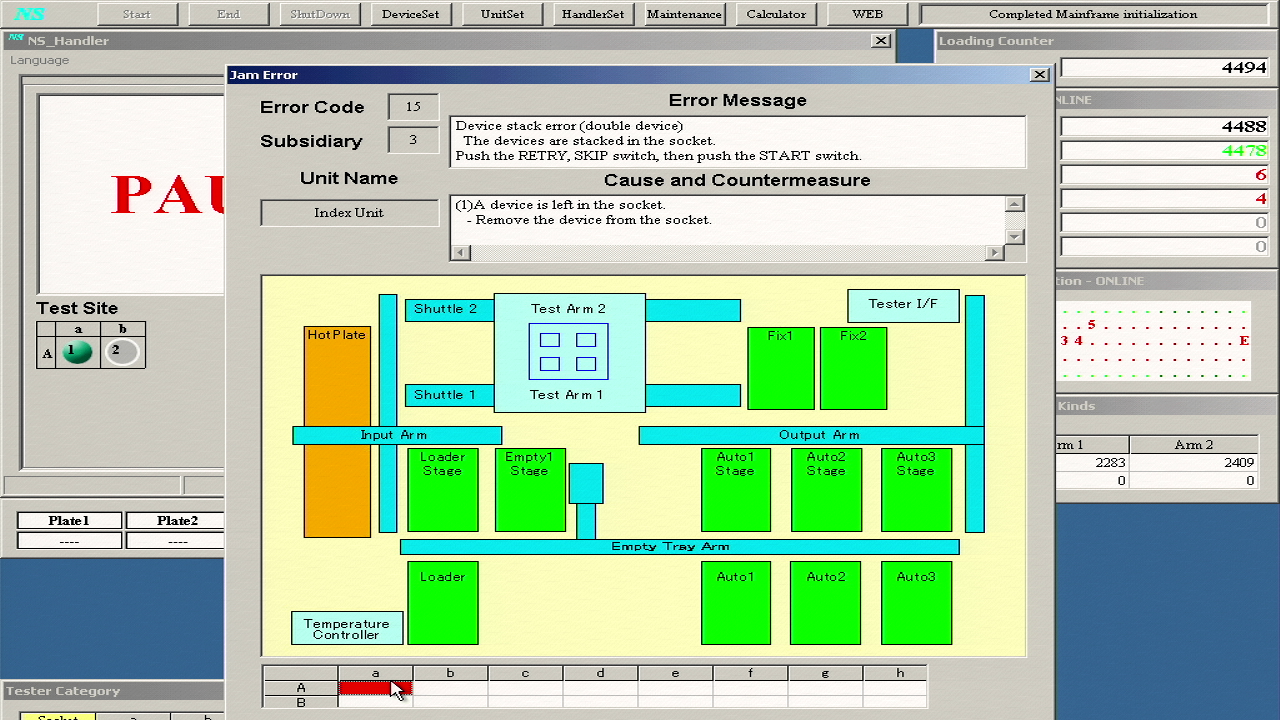 NS Start End ShutDown DeviceSet UnitSet HandlerSet Maintenance Calculator WEB Completed Mainframe initialization
NS NS_Handler
Language
Loading Counter
4494
NLINE
4488
4478
6
4
0
0
tion - ONLINE
5
3 4 E
Kinds
rm 1 Arm 2
2283 2409
0 0
PAU
Test Site
a b
A 1 2
Plate1 Plate2
---- ----
Tester Category
Socket a b
Jam Error
Error Code 15
Subsidiary 3
Unit Name
Index Unit
Error Message
Device stack error (double device)
The devices are stacked in the socket.
Push the RETRY, SKIP switch, then push the START switch.
Cause and Countermeasure
(1)A device is left in the socket.
- Remove the device from the socket.
Shuttle 2 Test Arm 2 Tester I/F
HotPlate Fix1 Fix2
Shuttle 1 Test Arm 1
Input Arm Output Arm
Loader Stage Empty1 Stage Auto1 Stage Auto2 Stage Auto3 Stage
Empty Tray Arm
Loader Auto1 Auto2 Auto3
Temperature
Controller
a b c d e f g h
A
B